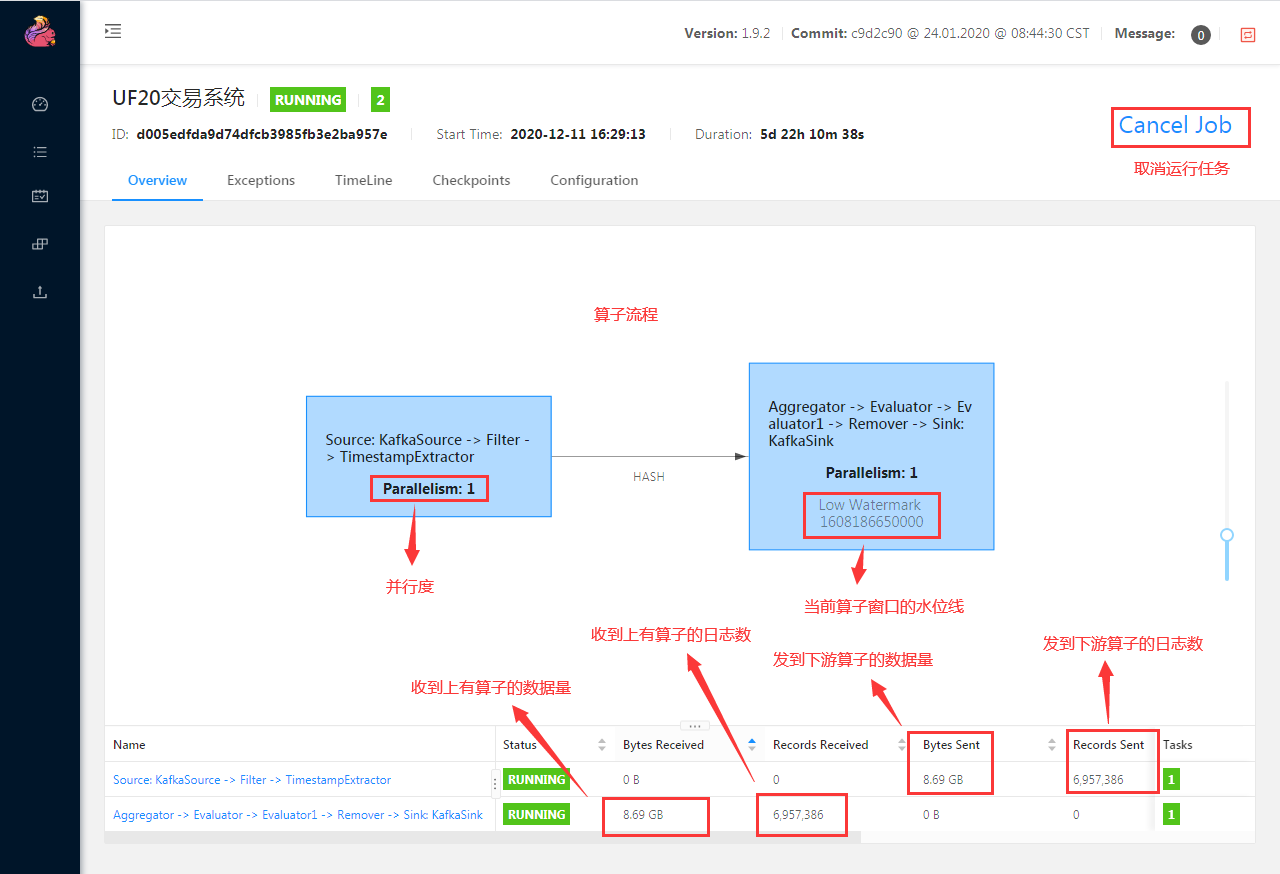 Version: 1.9.2 Commit: c9d2c90 @ 24.01.2020 @ 08:44:30 CST Message: 0
UF20交易系统 RUNNING 2
ID: d005edfda9d74dfcb3985fb3e2ba957e Start Time: 2020-12-11 16:29:13 Duration: 5d 22h 10m 38s
Cancel Job
取消运行任务
Overview Exceptions TimeLine Checkpoints Configuration
算子流程
Source: KafkaSource -> Filter -
> TimestampExtractor
Parallelism: 1
并行度
HASH
Aggregator -> Evaluator -> Ev
aluator1 -> Remover -> Sink:
KafkaSink
Parallelism: 1
Low Watermark
1608186650000
当前算子窗口的水位线
收到上有算子的日志数
发到下游算子的日志数
发到下游算子的数据量
收到上有算子的数据量
Name Status Bytes Received Records Received Bytes Sent Records Sent Tasks
Source: KafkaSource -> Filter -> TimestampExtractor RUNNING 0 B 0 8.69 GB 6,957,386 1
Aggregator -> Evaluator -> Evaluator1 -> Remover -> Sink: KafkaSink RUNNING 8.69 GB 6,957,386 0 B 0 1